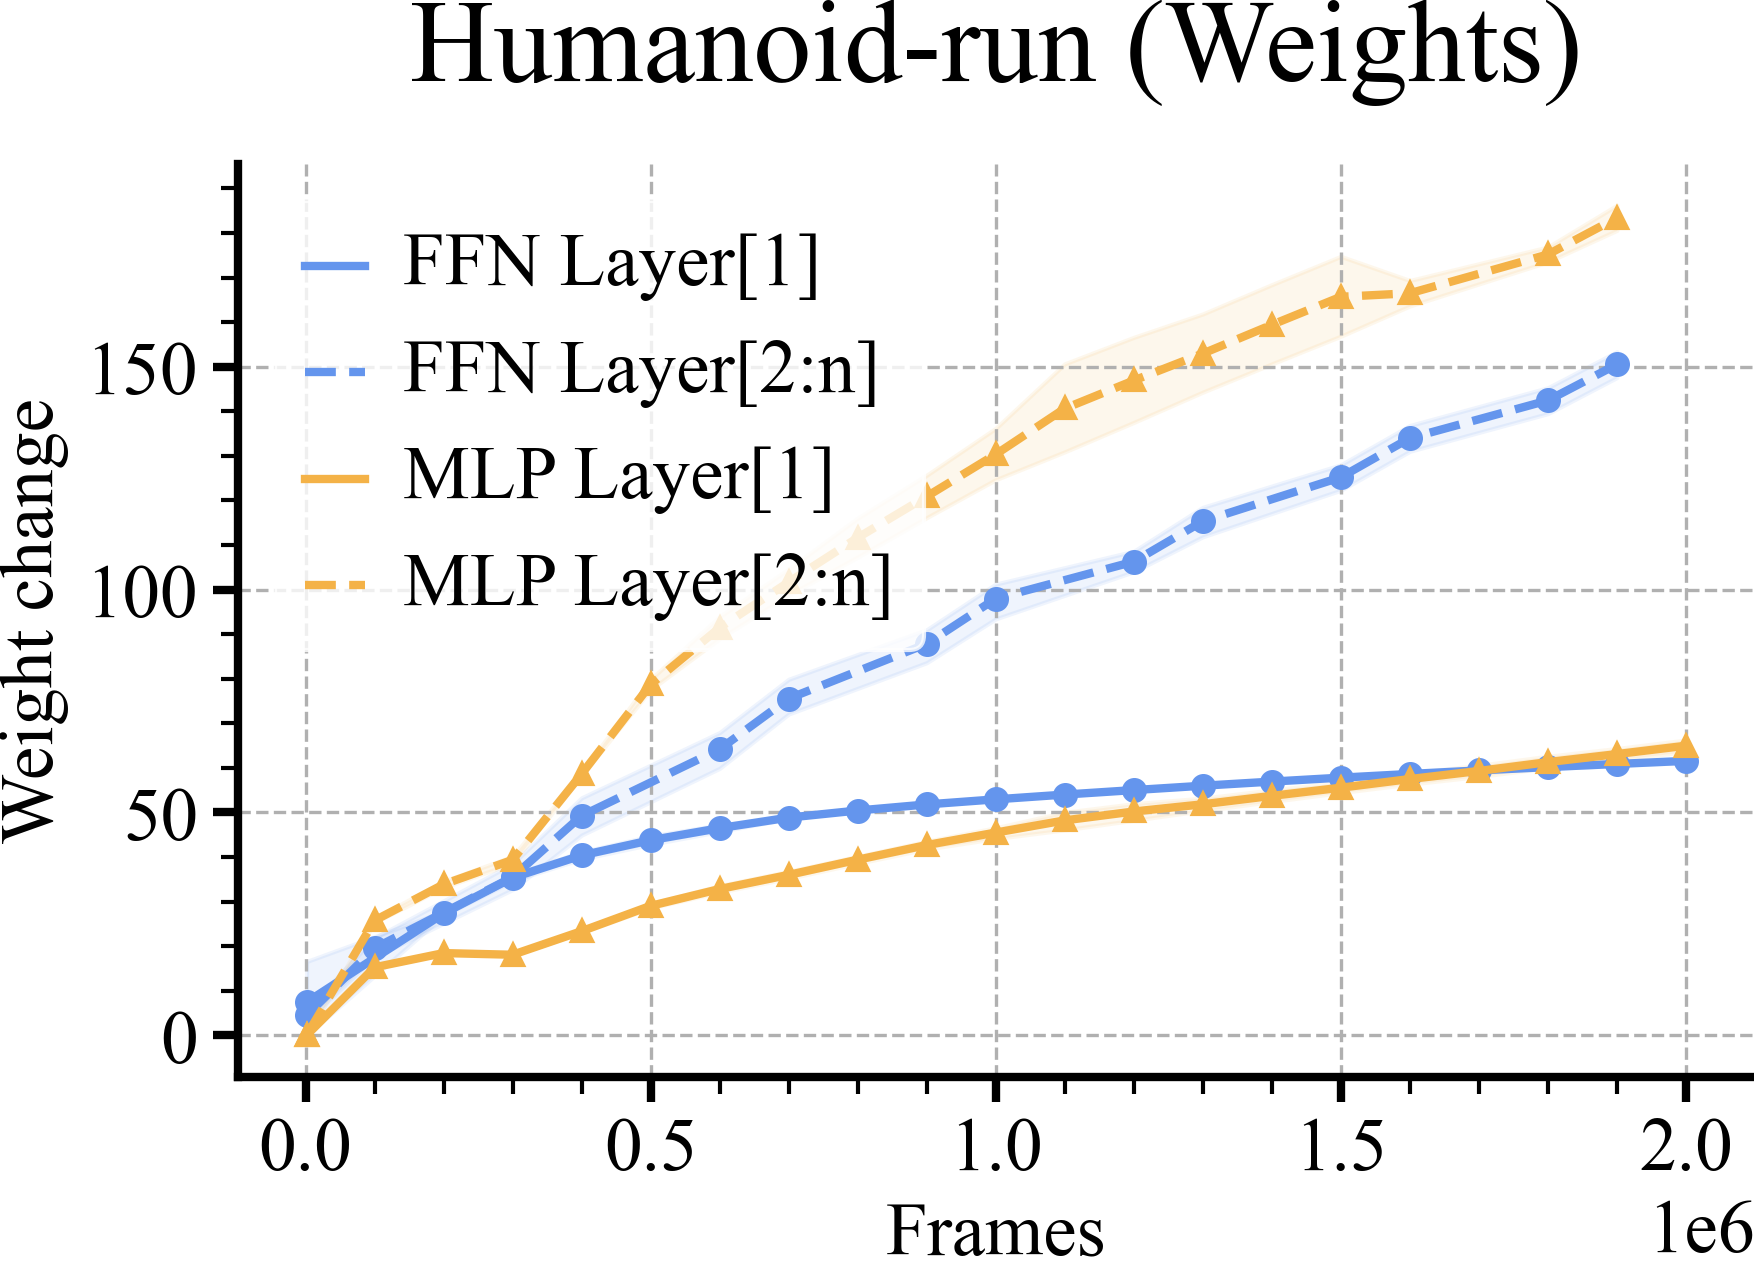 Humanoid-run (Weights)
FFN Layer[1]
FFN Layer[2:n]
MLP Layer[1]
MLP Layer[2:n]
Weight change
150
100
50
0
0.0 0.5 1.0 1.5 2.0
1e6
Frames